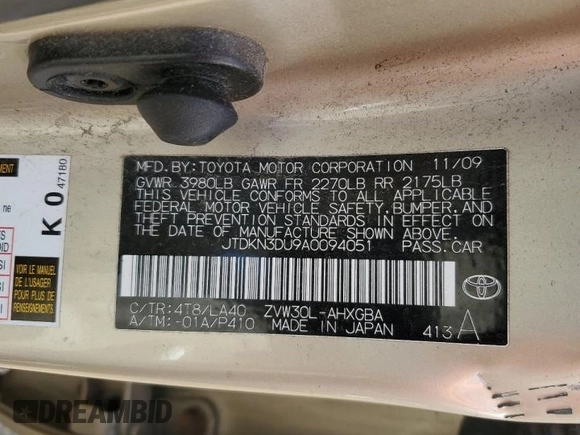 MFD.BY:TOYOTA MOTOR CORPORATION 11/09
GVWR 3980LB GAWR FR 2270LB RR 2175LB
THIS VEHICLE CONFORMS TO ALL APPLICABLE
FEDERAL MOTOR VEHICLE SAFETY, BUMPER, AND
THEFT PREVENTION STANDARDS IN EFFECT ON
THE DATE OF MANUFACTURE SHOWN ABOVE.
JTDKN3DU9A0094051 PASS.CAR
C/TR:4T8/LA40 ZVW30L-AHXGBA
A/TM:-01A/P410 MADE IN JAPAN 413 A
TOYOTA
K 0 47180
ne
VOIR LE MANUEL
DE L'USAGER
POUR PLUS DE
RENSEIGNEMENTS
DREAMBID